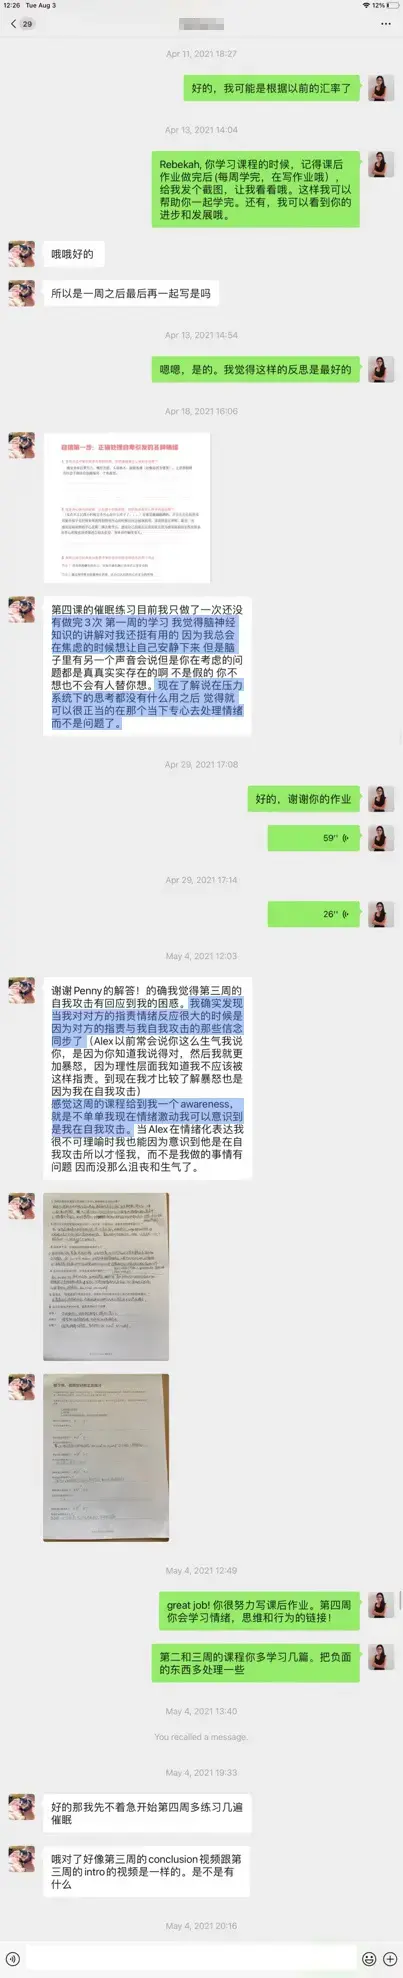 12:26 Tue Aug 3
12%
29
Apr 11, 2021 18:27
好的，我可能是根据以前的汇率了
Apr 13, 2021 14:04
Rebekah, 你学习课程的时候，记得课后
作业做完后(每周学完，在写作业哦），
给我发个截图，让我看看哦。这样我可以
帮助你一起学完。还有，我可以看到你的
进步和发展哦。
哦哦好的
所以是一周之后最后再一起写是吗
Apr 13, 2021 14:54
嗯嗯，是的。我觉得这样的反思是最好的
Apr 18, 2021 16:06
第四课的催眠练习目前我只做了一次还没
有做完3次 第一周的学习 我觉得脑神经
知识的讲解对我还挺有用的 因为我总会
在焦虑的时候想让自己安静下来 但是脑
子里有另一个声音会说但是你在考虑的问
题都是真真实实存在的啊 不是假的 你不
想也不会有人替你想。现在了解说在压力
系统下的思考都没有什么用之后 觉得就
可以很正当的在那个当下专心去处理情绪
而不是问题了。
Apr 29, 2021 17:08
好的，谢谢你的作业
59"
Apr 29, 2021 17:14
26"
May 4, 2021 12:03
谢谢Penny的解答！的确我觉得第三周的
自我攻击有回应到我的困惑。我确实发现
当我对对方的指责情绪反应很大的时候是
因为对方的指责与我自我攻击的那些信念
同步了（Alex以前常会说你这么生气我说
你，是因为你知道我说得对，然后我就更
加暴怒，因为理性层面我知道我不应该被
这样指责。到现在我才比较了解暴怒也是
因为我在自我攻击）
感觉这周的课程给到我一个awareness，
就是不单单我现在情绪激动我可以意识到
是我在自我攻击。当Alex在情绪化表达我
很不可理喻时我也能因为意识到他是在自
我攻击所以才怪我，而不是我做的事情有
问题 因而没那么沮丧和生气了。
May 4, 2021 12:49
great job! 你很努力写课后作业。第四周
你会学习情绪，思维和行为的链接！
第二和三周的课程你多学习几篇。把负面
的东西多处理一些
May 4, 2021 13:40
You recalled a message.
May 4, 2021 19:33
好的那我先不着急开始第四周多练习几遍
催眠
哦对了好像第三周的conclusion视频跟第
三周的intro的视频是一样的。是不是有
什么
May 4, 2021 20:16